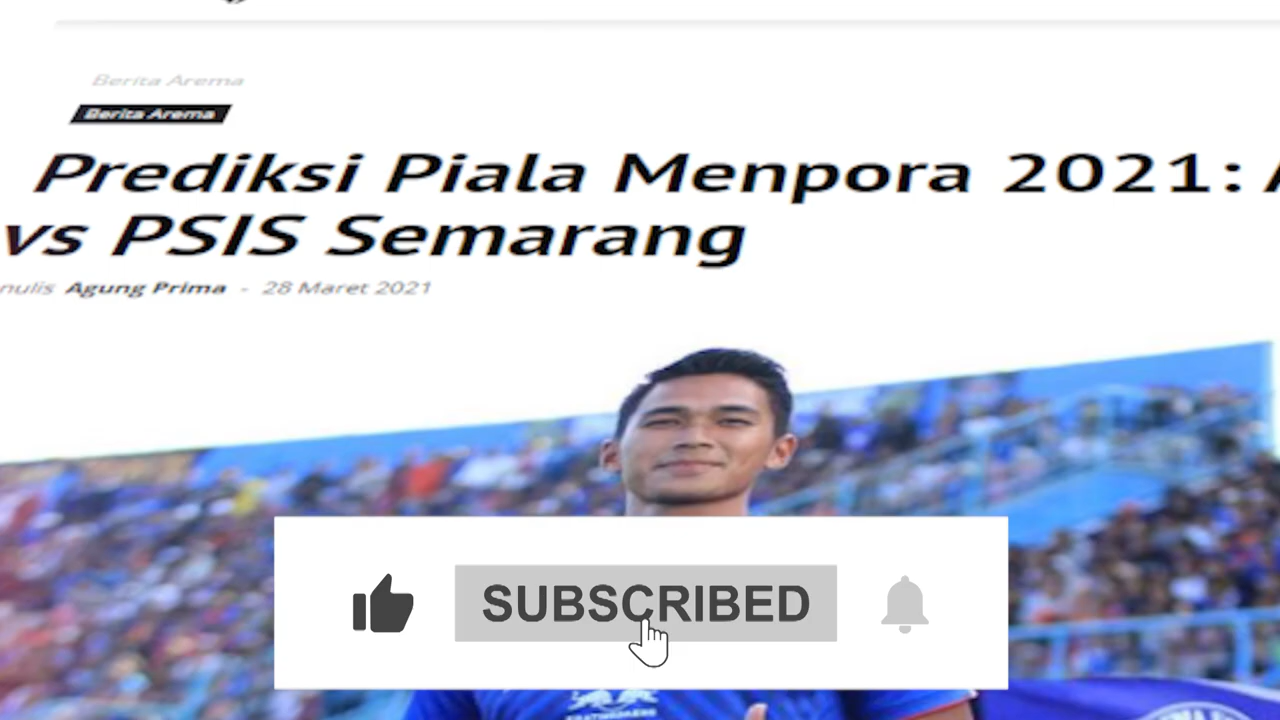 Berita Arema
Berita Arema
Prediksi Piala Menpora 2021:
vs PSIS Semarang
Agung Prima - 28 Maret 2021
SUBSCRIBED